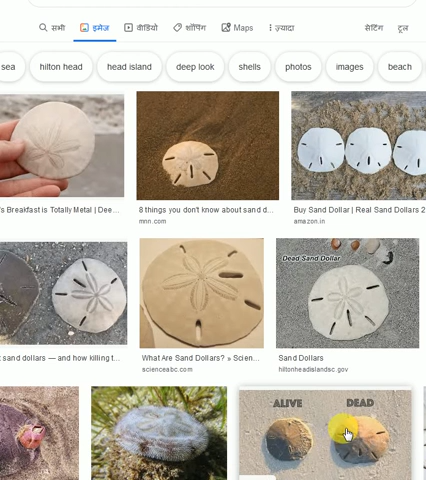 सभी इमेज वीडियो शॉपिंग Maps ज़्यादा सेटिंग टूल
sea hilton head head island deep look shells photos images beach
's Breakfast is Totally Metal | Dee...
8 things you don't know about sand d...
mnn.com
Buy Sand Dollar | Real Sand Dollars 2
amazon.in
Dead Sand Dollar
sand dollars — and how killing t...
What Are Sand Dollars? » Scien...
scienceabc.com
Sand Dollars
hiltonheadislandsc.gov
ALIVE DEAD